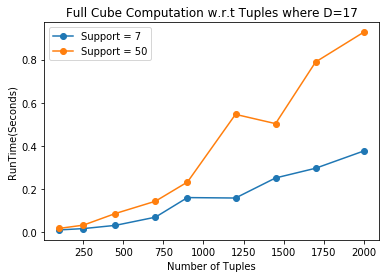 Full Cube Computation w.r.t Tuples where D=17
Support = 7
Support = 50
RunTime(Seconds)
0.8
0.6
0.4
0.2
0.0
250 500 750 1000 1250 1500 1750 2000
Number of Tuples